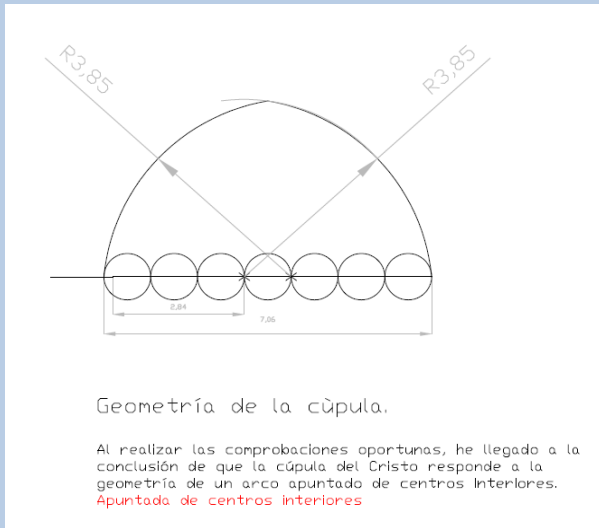 R3,85
R3,85
2,84
7,06
Geometría de la cùpula.
Al realizar las comprobaciones oportunas, he llegado a la
conclusión de que la cúpula del Cristo responde a la
geometría de un arco apuntado de centros Interiores.
Apuntada de centros interiores